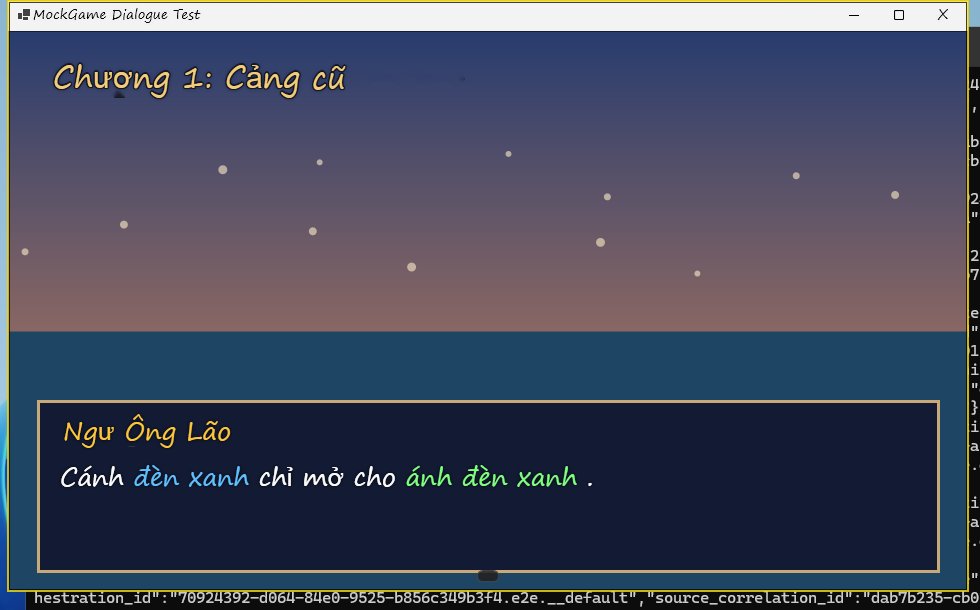 MockGame Dialogue Test
Chương 1: Cảng cũ
Ngư Ông Lão
Cánh đèn xanh chỉ mở cho ánh đèn xanh .
hestration_id":"70924392-d064-84e0-9525-b856c349b3f4.e2e.__default","source_correlation_id":"dab7b235-cb0